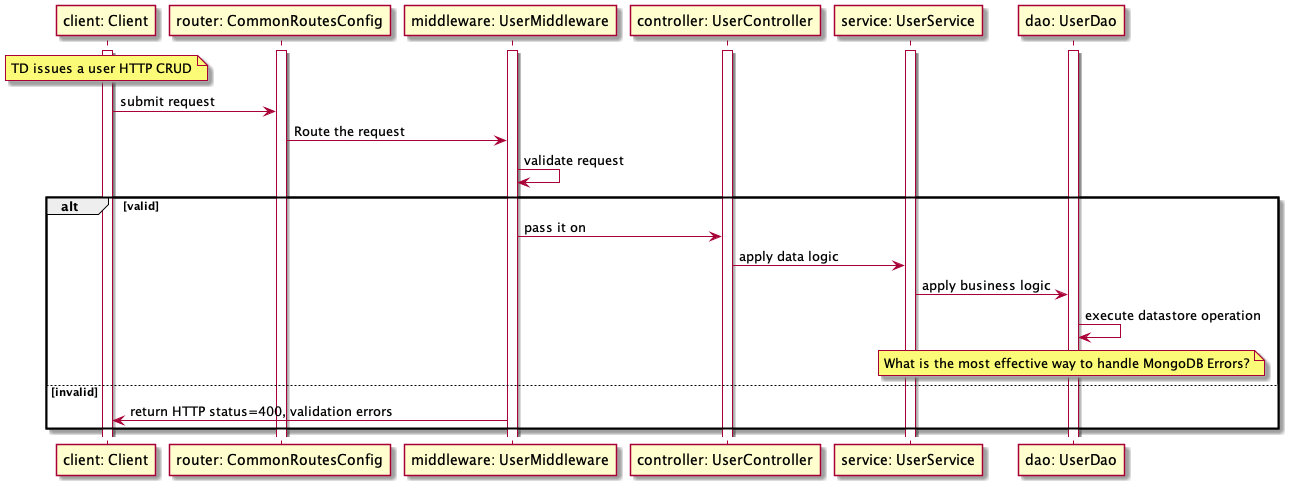 client: Client
router: CommonRoutesConfig
middleware: UserMiddleware
controller: UserController
service: UserService
dao: UserDao
TD issues a user HTTP CRUD
submit request
Route the request
validate request
alt
[valid]
pass it on
apply data logic
apply business logic
execute datastore operation
What is the most effective way to handle MongoDB Errors?
[invalid]
return HTTP status=400, validation errors
client: Client
router: CommonRoutesConfig
middleware: UserMiddleware
controller: UserController
service: UserService
dao: UserDao